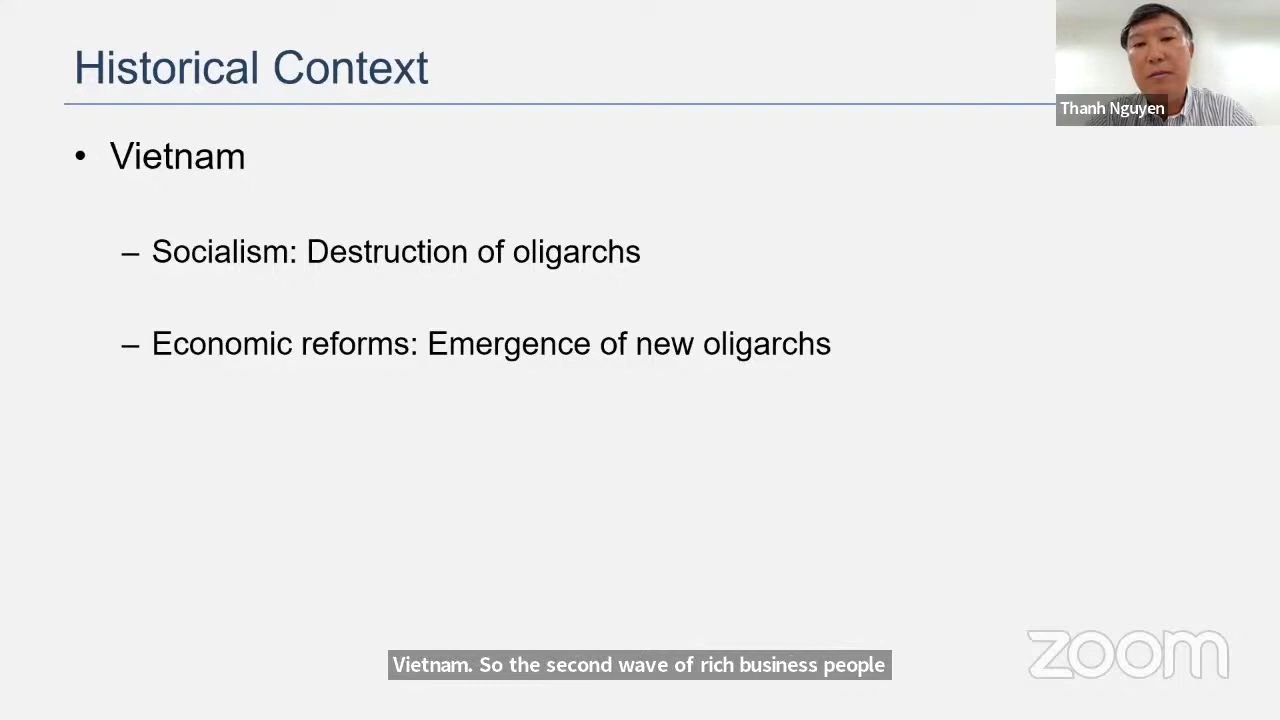 Historical Context
Thanh Nguyen
• Vietnam
– Socialism: Destruction of oligarchs
– Economic reforms: Emergence of new oligarchs
Vietnam. So the second wave of rich business people
zoom